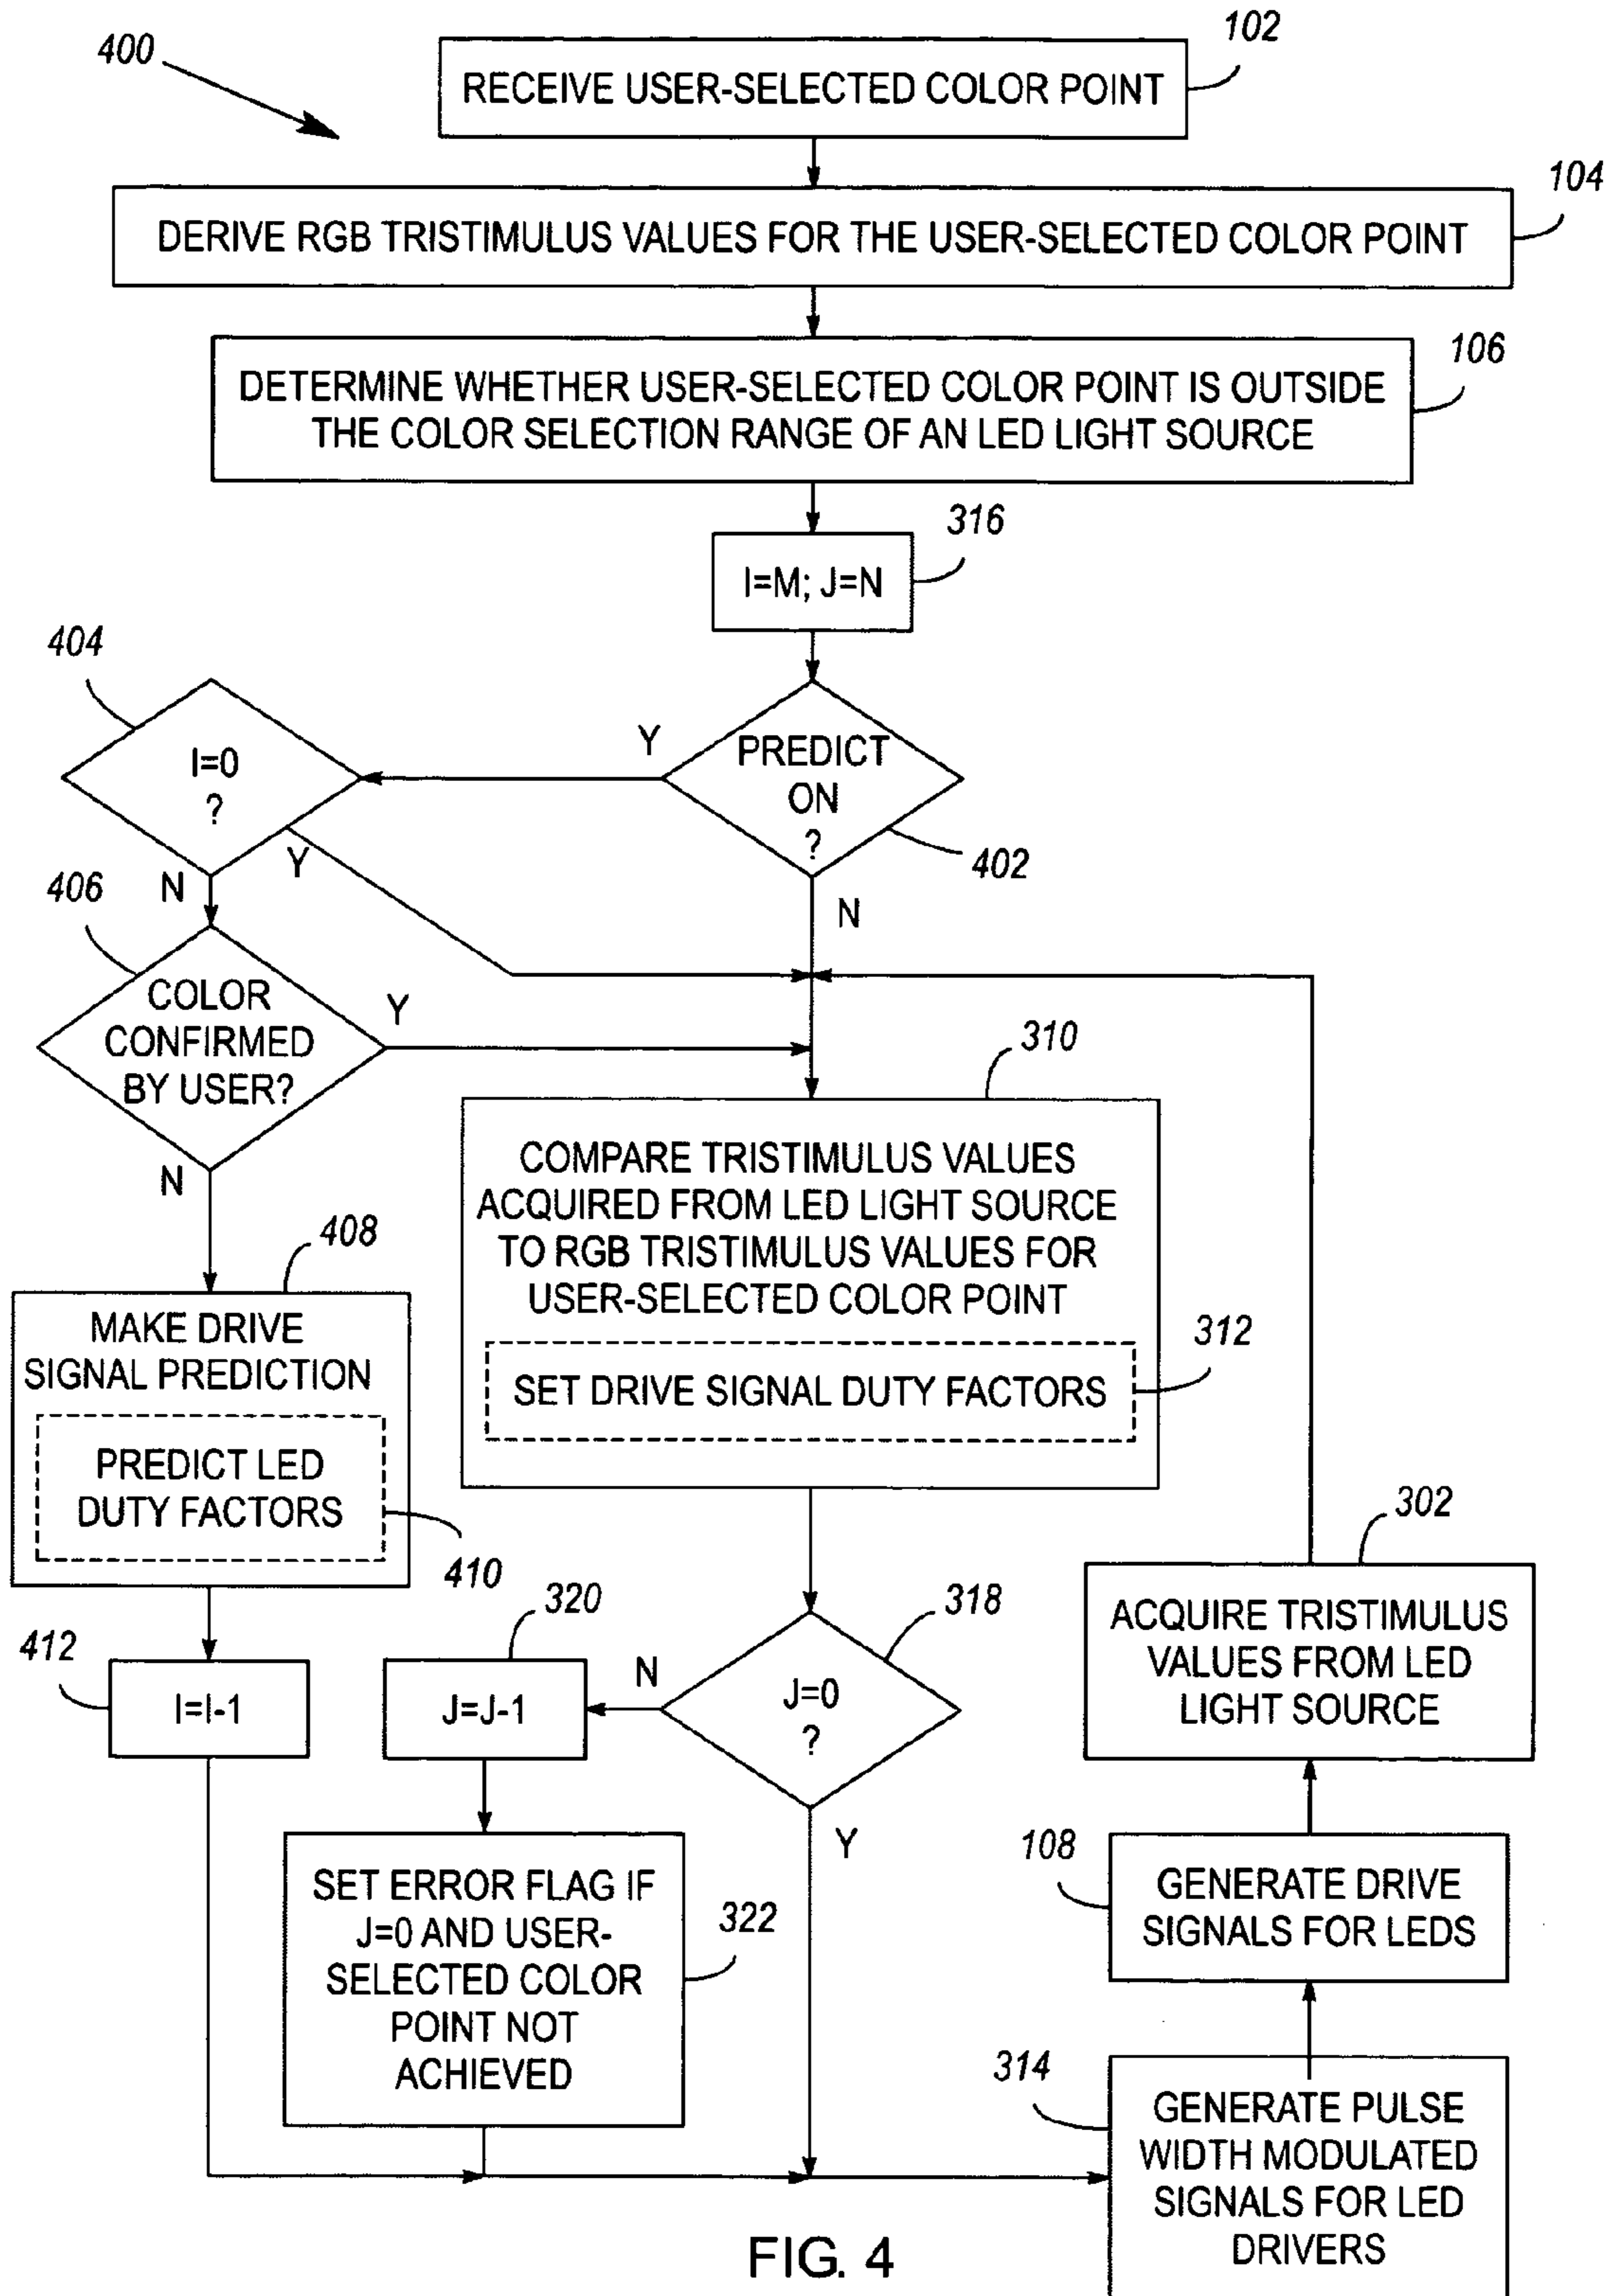 400
102
RECEIVE USER-SELECTED COLOR POINT
104
DERIVE RGB TRISTIMULUS VALUES FOR THE USER-SELECTED COLOR POINT
106
DETERMINE WHETHER USER-SELECTED COLOR POINT IS OUTSIDE
THE COLOR SELECTION RANGE OF AN LED LIGHT SOURCE
316
I=M; J=N
404
I=0
?
Y
PREDICT
ON
?
402
N
Y
N
406
COLOR
CONFIRMED
BY USER?
Y
N
310
COMPARE TRISTIMULUS VALUES
ACQUIRED FROM LED LIGHT SOURCE
TO RGB TRISTIMULUS VALUES FOR
USER-SELECTED COLOR POINT
312
SET DRIVE SIGNAL DUTY FACTORS
408
MAKE DRIVE
SIGNAL PREDICTION
PREDICT LED
DUTY FACTORS
410
412
I=I-1
320
J=J-1
N
318
J=0
?
Y
SET ERROR FLAG IF
J=0 AND USER-
SELECTED COLOR
POINT NOT
ACHIEVED
322
302
ACQUIRE TRISTIMULUS
VALUES FROM LED
LIGHT SOURCE
108
GENERATE DRIVE
SIGNALS FOR LEDS
314
GENERATE PULSE
WIDTH MODULATED
SIGNALS FOR LED
DRIVERS
FIG. 4